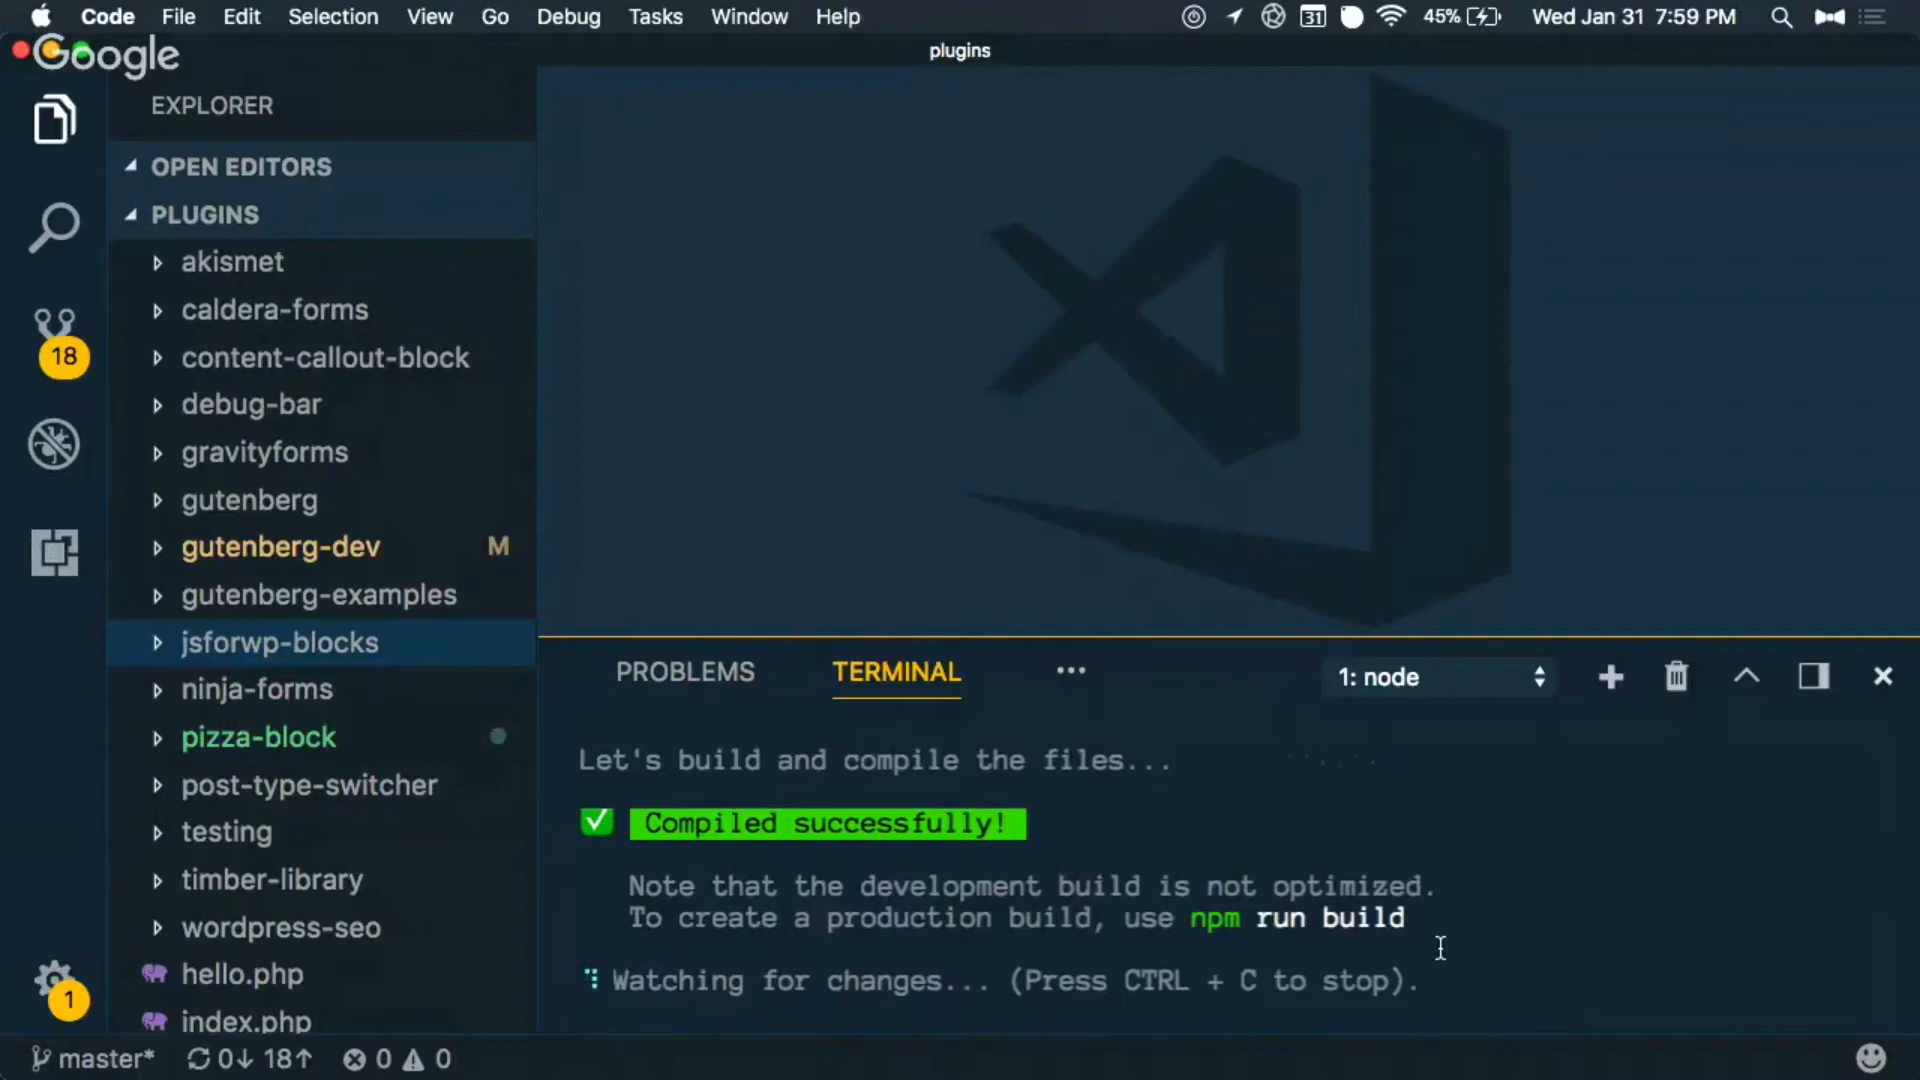 Code File Edit Selection View Go Debug Tasks Window Help 31 45% Wed Jan 31 7:59 PM
Google
plugins
EXPLORER
OPEN EDITORS
PLUGINS
akismet
caldera-forms
content-callout-block
18
debug-bar
gravityforms
gutenberg
gutenberg-dev M
gutenberg-examples
jsforwp-blocks
ninja-forms
pizza-block
post-type-switcher
testing
timber-library
wordpress-seo
hello.php
1
index.php
PROBLEMS TERMINAL ... 1: node
Let's build and compile the files...
Compiled successfully!
Note that the development build is not optimized.
To create a production build, use npm run build
Watching for changes... (Press CTRL + C to stop).
master* 0↓ 18↑ 0 0